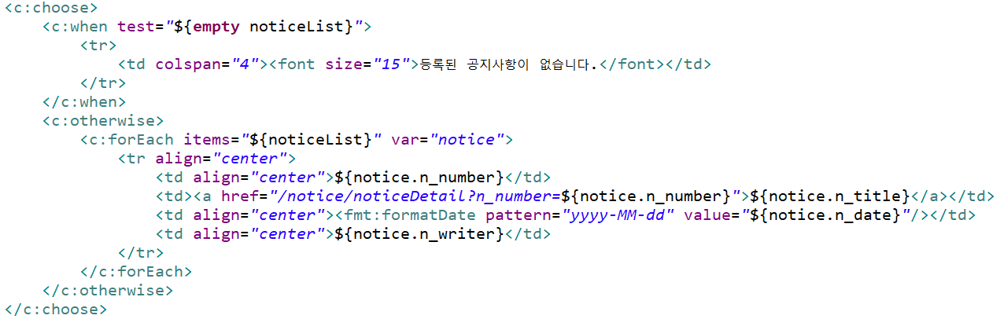 <c:choose>
    <c:when test="${empty noticeList}">
        <tr>
            <td colspan="4"><font size="15">등록된 공지사항이 없습니다.</font></td>
        </tr>
    </c:when>
    <c:otherwise>
        <c:forEach items="${noticeList}" var="notice">
            <tr align="center">
                <td align="center">${notice.n_number}</td>
                <td><a href="/notice/noticeDetail?n_number=${notice.n_number}">${notice.n_title}</a></td>
                <td align="center"><fmt:formatDate pattern="yyyy-MM-dd" value="${notice.n_date}"/></td>
                <td align="center">${notice.n_writer}</td>
            </tr>
        </c:forEach>
    </c:otherwise>
</c:choose>